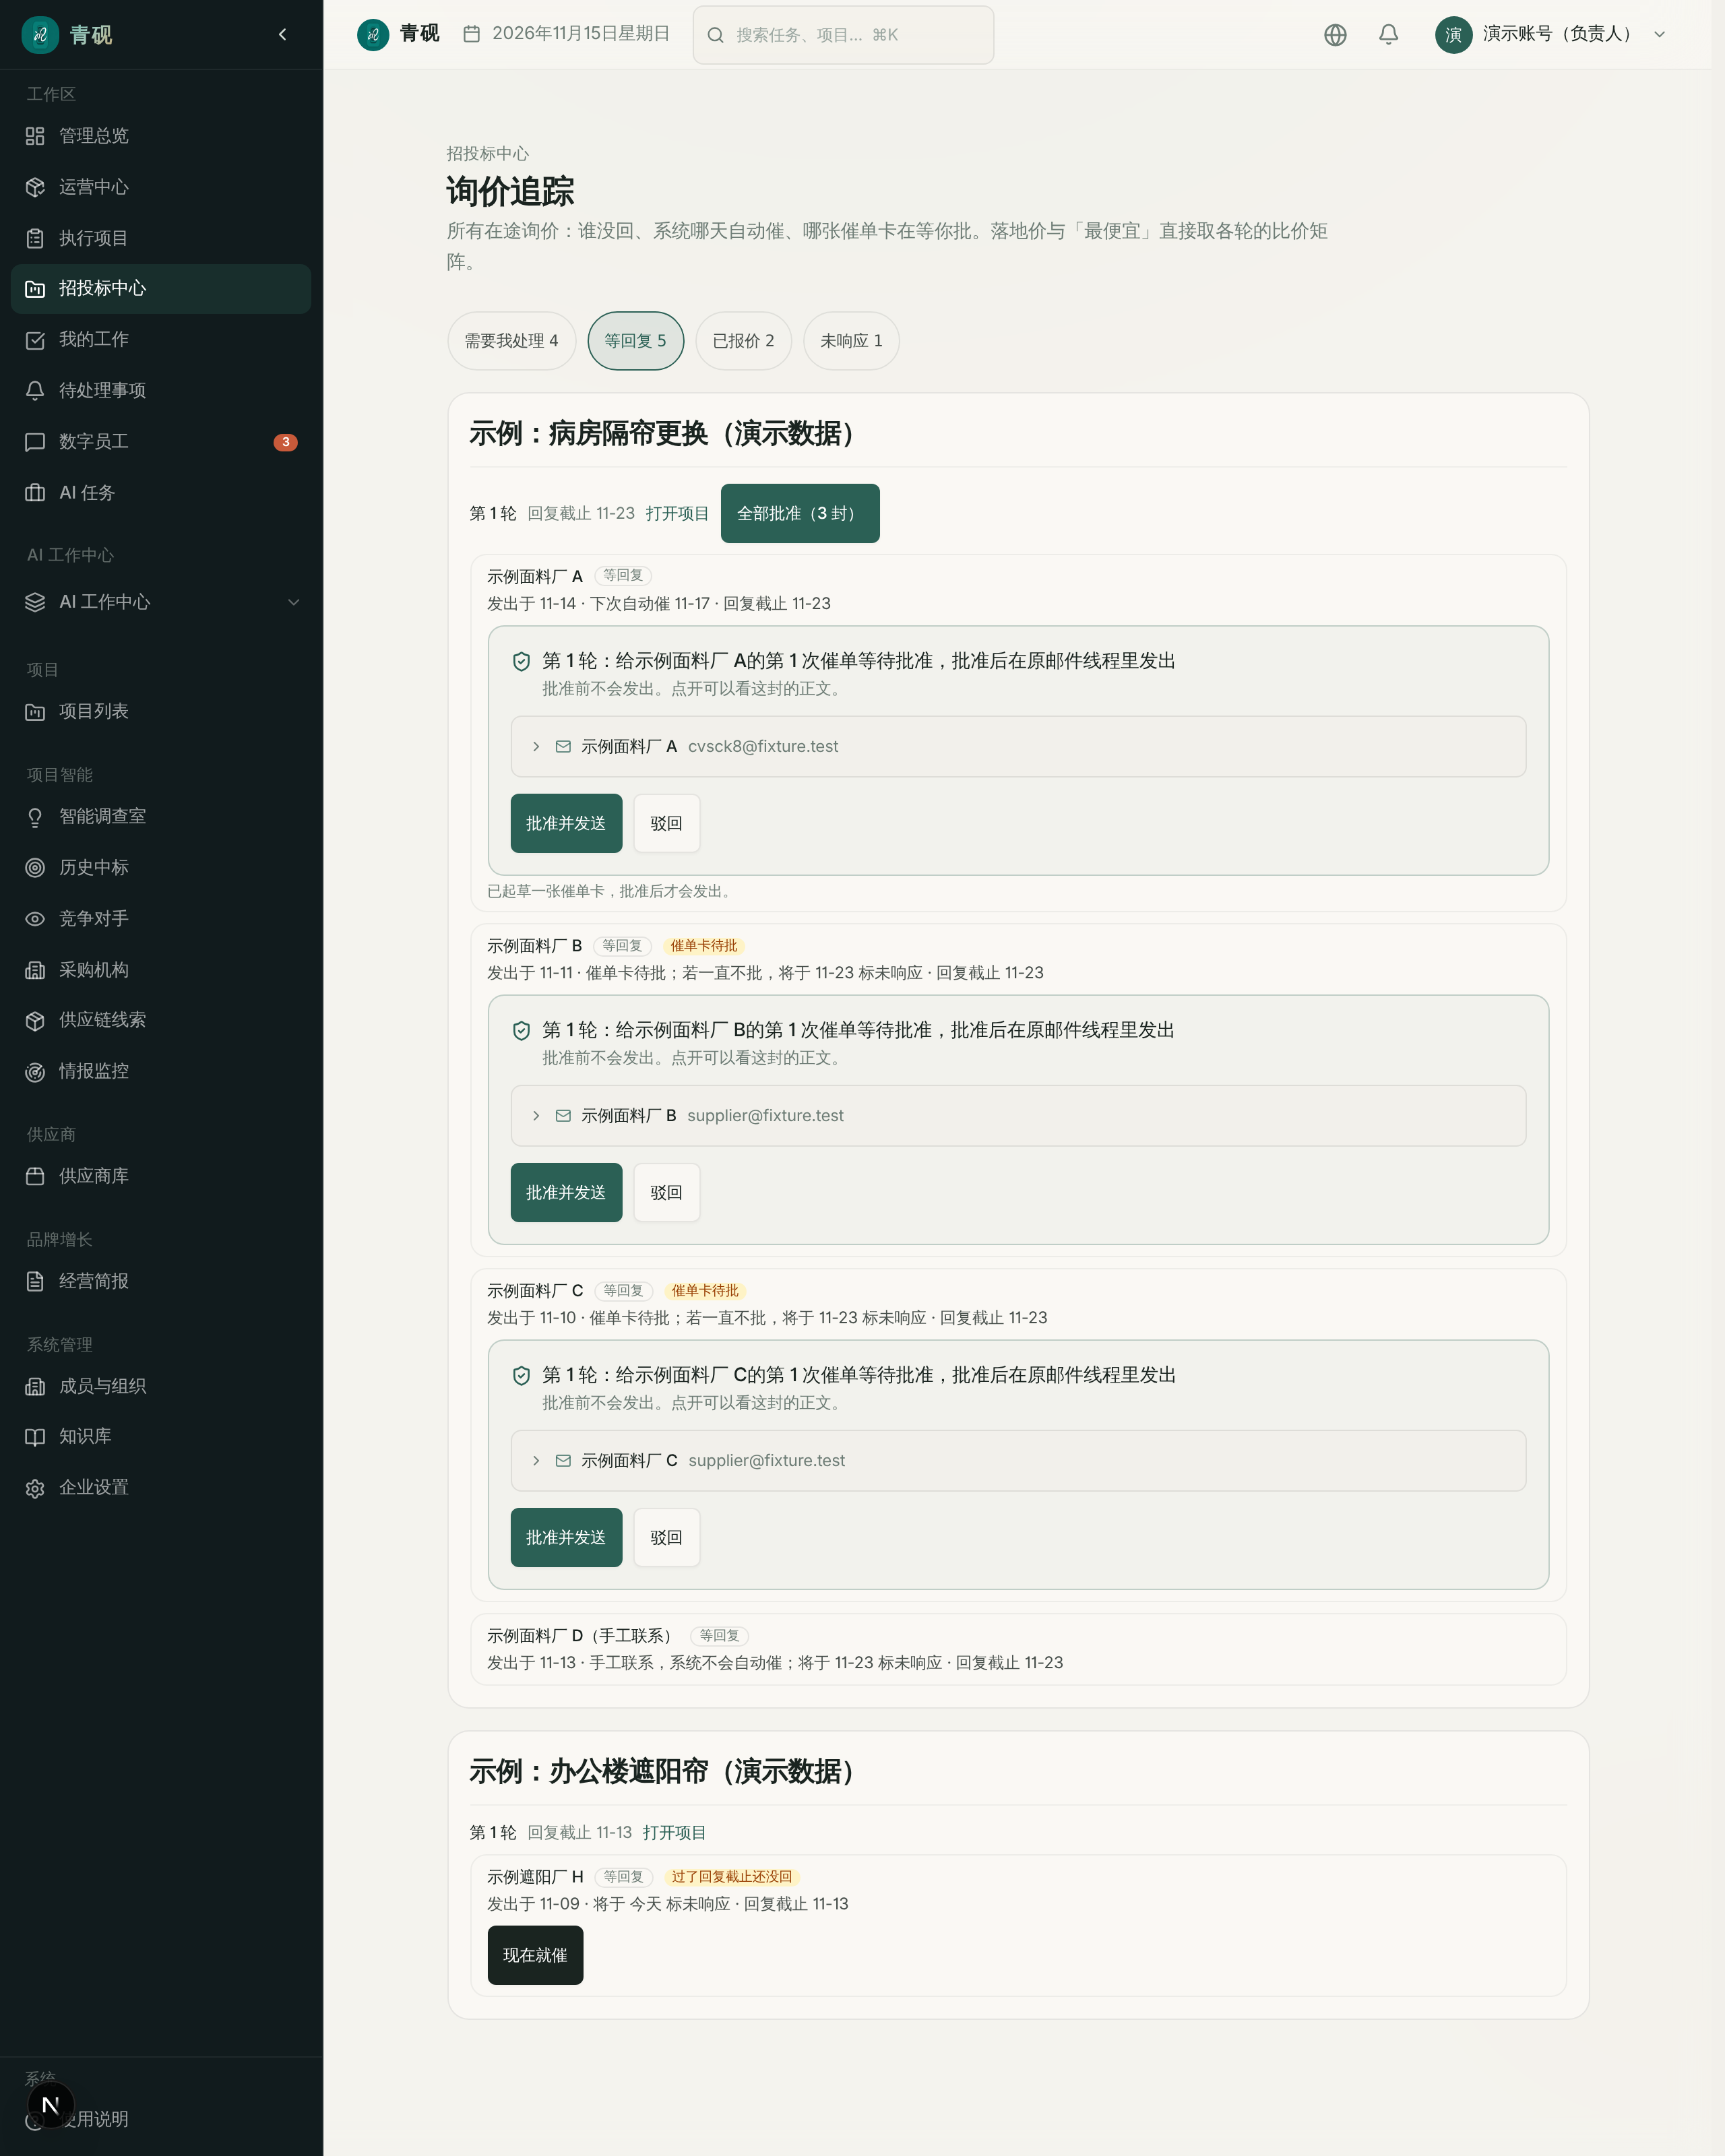 青砚
工作区
管理总览
运营中心
执行项目
招投标中心
我的工作
待处理事项
数字员工 3
AI 任务
AI 工作中心
AI 工作中心
项目
项目列表
项目智能
智能调查室
历史中标
竞争对手
采购机构
供应链线索
情报监控
供应商
供应商库
品牌增长
经营简报
系统管理
成员与组织
知识库
企业设置
系统
N
使用说明
青砚 2026年11月15日星期日 搜索任务、项目... ⌘K 演 演示账号（负责人）
招投标中心
询价追踪
所有在途询价：谁没回、系统哪天自动催、哪张催单卡在等你批。落地价与「最便宜」直接取各轮的比价矩
阵。
需要我处理 4 等回复 5 已报价 2 未响应 1
示例：病房隔帘更换（演示数据）
第 1 轮 回复截止 11-23 打开项目 全部批准（3 封）
示例面料厂 A 等回复
发出于 11-14 · 下次自动催 11-17 · 回复截止 11-23
第 1 轮：给示例面料厂 A的第 1 次催单等待批准，批准后在原邮件线程里发出
批准前不会发出。点开可以看这封的正文。
示例面料厂 A cvsck8@fixture.test
批准并发送 驳回
已起草一张催单卡，批准后才会发出。
示例面料厂 B 等回复 催单卡待批
发出于 11-11 · 催单卡待批；若一直不批，将于 11-23 标未响应 · 回复截止 11-23
第 1 轮：给示例面料厂 B的第 1 次催单等待批准，批准后在原邮件线程里发出
批准前不会发出。点开可以看这封的正文。
示例面料厂 B supplier@fixture.test
批准并发送 驳回
示例面料厂 C 等回复 催单卡待批
发出于 11-10 · 催单卡待批；若一直不批，将于 11-23 标未响应 · 回复截止 11-23
第 1 轮：给示例面料厂 C的第 1 次催单等待批准，批准后在原邮件线程里发出
批准前不会发出。点开可以看这封的正文。
示例面料厂 C supplier@fixture.test
批准并发送 驳回
示例面料厂 D（手工联系） 等回复
发出于 11-13 · 手工联系，系统不会自动催；将于 11-23 标未响应 · 回复截止 11-23
示例：办公楼遮阳帘（演示数据）
第 1 轮 回复截止 11-13 打开项目
示例遮阳厂 H 等回复 过了回复截止还没回
发出于 11-09 · 将于 今天 标未响应 · 回复截止 11-13
现在就催